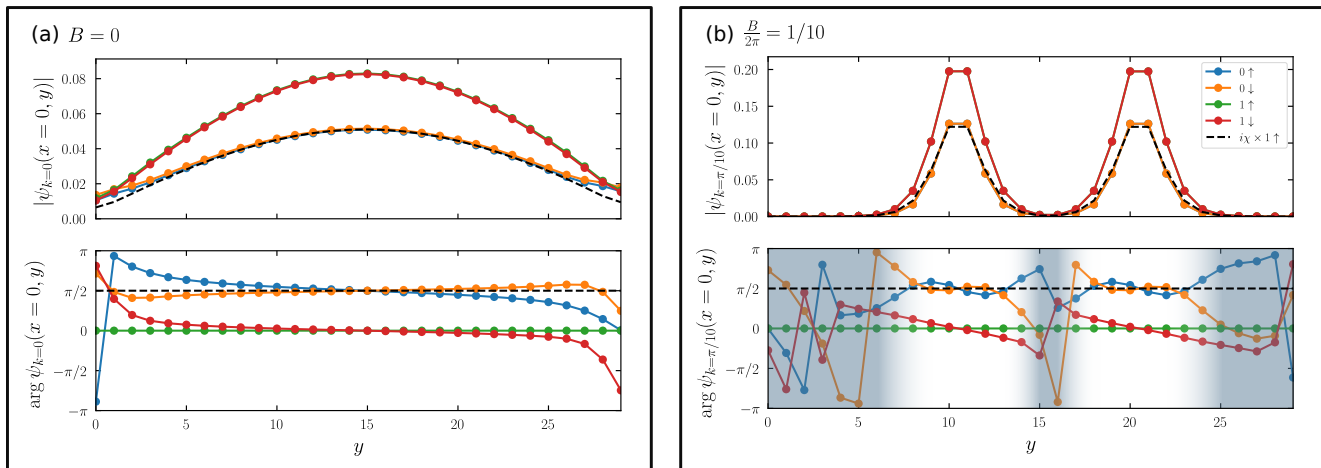 (a) B = 0
|ψ_{k=0}(x = 0, y)|
0.08
0.06
0.04
0.02
0.00
arg ψ_{k=0}(x = 0, y)
π
π/2
0
−π/2
−π
0 5 10 15 20 25
y
(b) B/2π = 1/10
|ψ_{k=π/10}(x = 0, y)|
0.20
0.15
0.10
0.05
0.00
0 ↑
0 ↓
1 ↑
1 ↓
iχ × 1 ↑
arg ψ_{k=π/10}(x = 0, y)
π
π/2
0
−π/2
−π
0 5 10 15 20 25
y